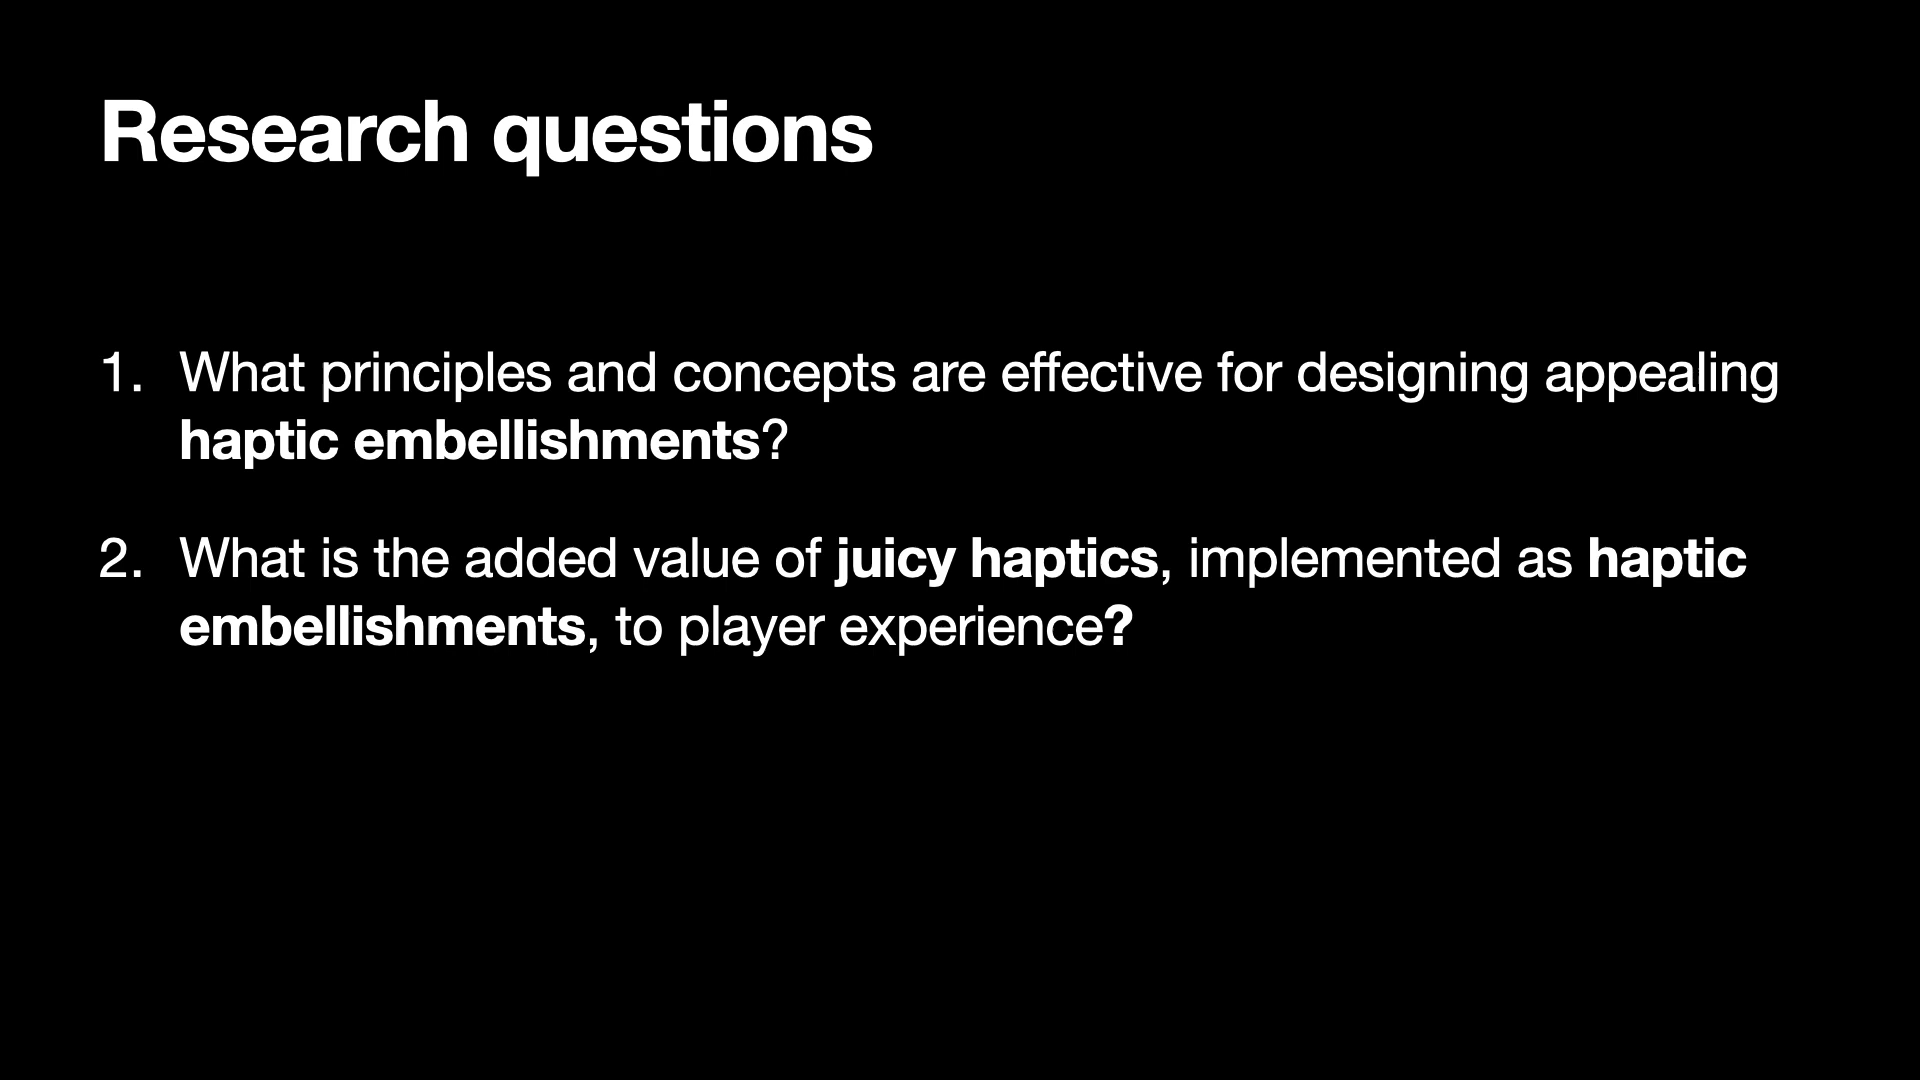 Research questions
1. What principles and concepts are effective for designing appealing
haptic embellishments?
2. What is the added value of juicy haptics, implemented as haptic
embellishments, to player experience?